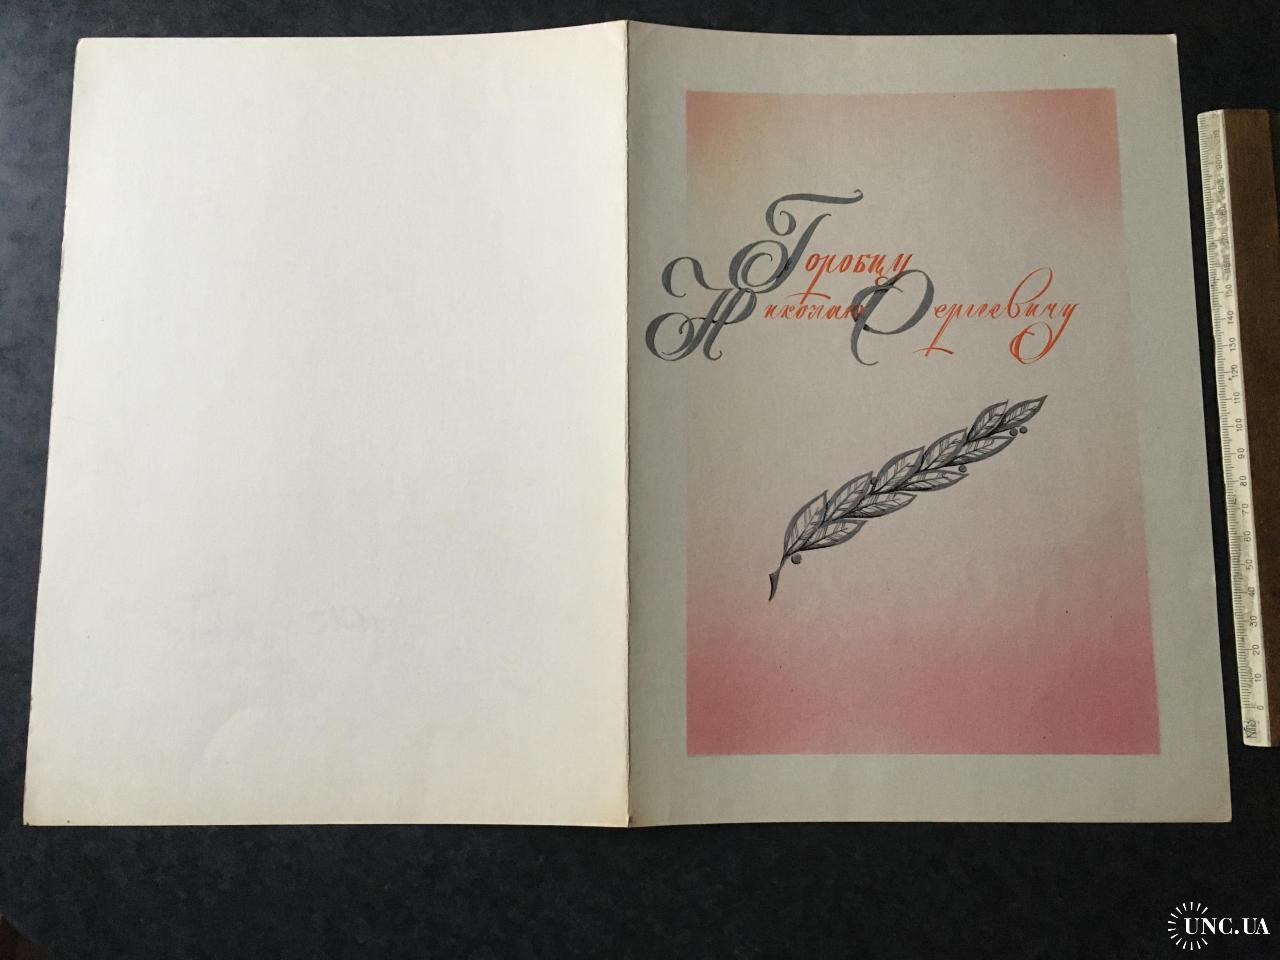 Горобцу
Николаю Сергеевичу
UNC.UA